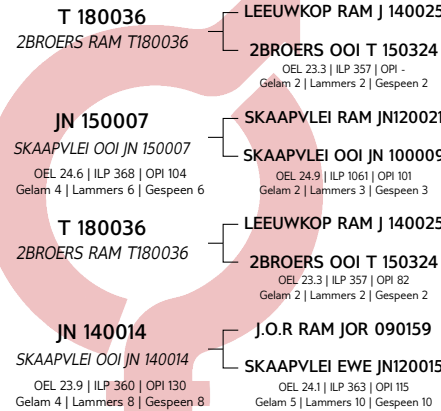 T 180036
2BROERS RAM T180036
LEEUWKOP RAM J 140025
2BROERS OOI T 150324
OEL 23.3 | ILP 357 | OPI -
Gelam 2 | Lammers 2 | Gespeen 2
JN 150007
SKAAPVLEI OOI JN 150007
OEL 24.6 | ILP 368 | OPI 104
Gelam 4 | Lammers 6 | Gespeen 6
SKAAPVLEI RAM JN120021
SKAAPVLEI OOI JN 100009
OEL 24.9 | ILP 1061 | OPI 101
Gelam 2 | Lammers 3 | Gespeen 3
T 180036
2BROERS RAM T180036
LEEUWKOP RAM J 140025
2BROERS OOI T 150324
OEL 23.3 | ILP 357 | OPI 82
Gelam 2 | Lammers 2 | Gespeen 2
JN 140014
SKAAPVLEI OOI JN 140014
OEL 23.9 | ILP 360 | OPI 130
Gelam 4 | Lammers 8 | Gespeen 8
J.O.R RAM JOR 090159
SKAAPVLEI EWE JN120015
OEL 24.1 | ILP 363 | OPI 115
Gelam 5 | Lammers 10 | Gespeen 10